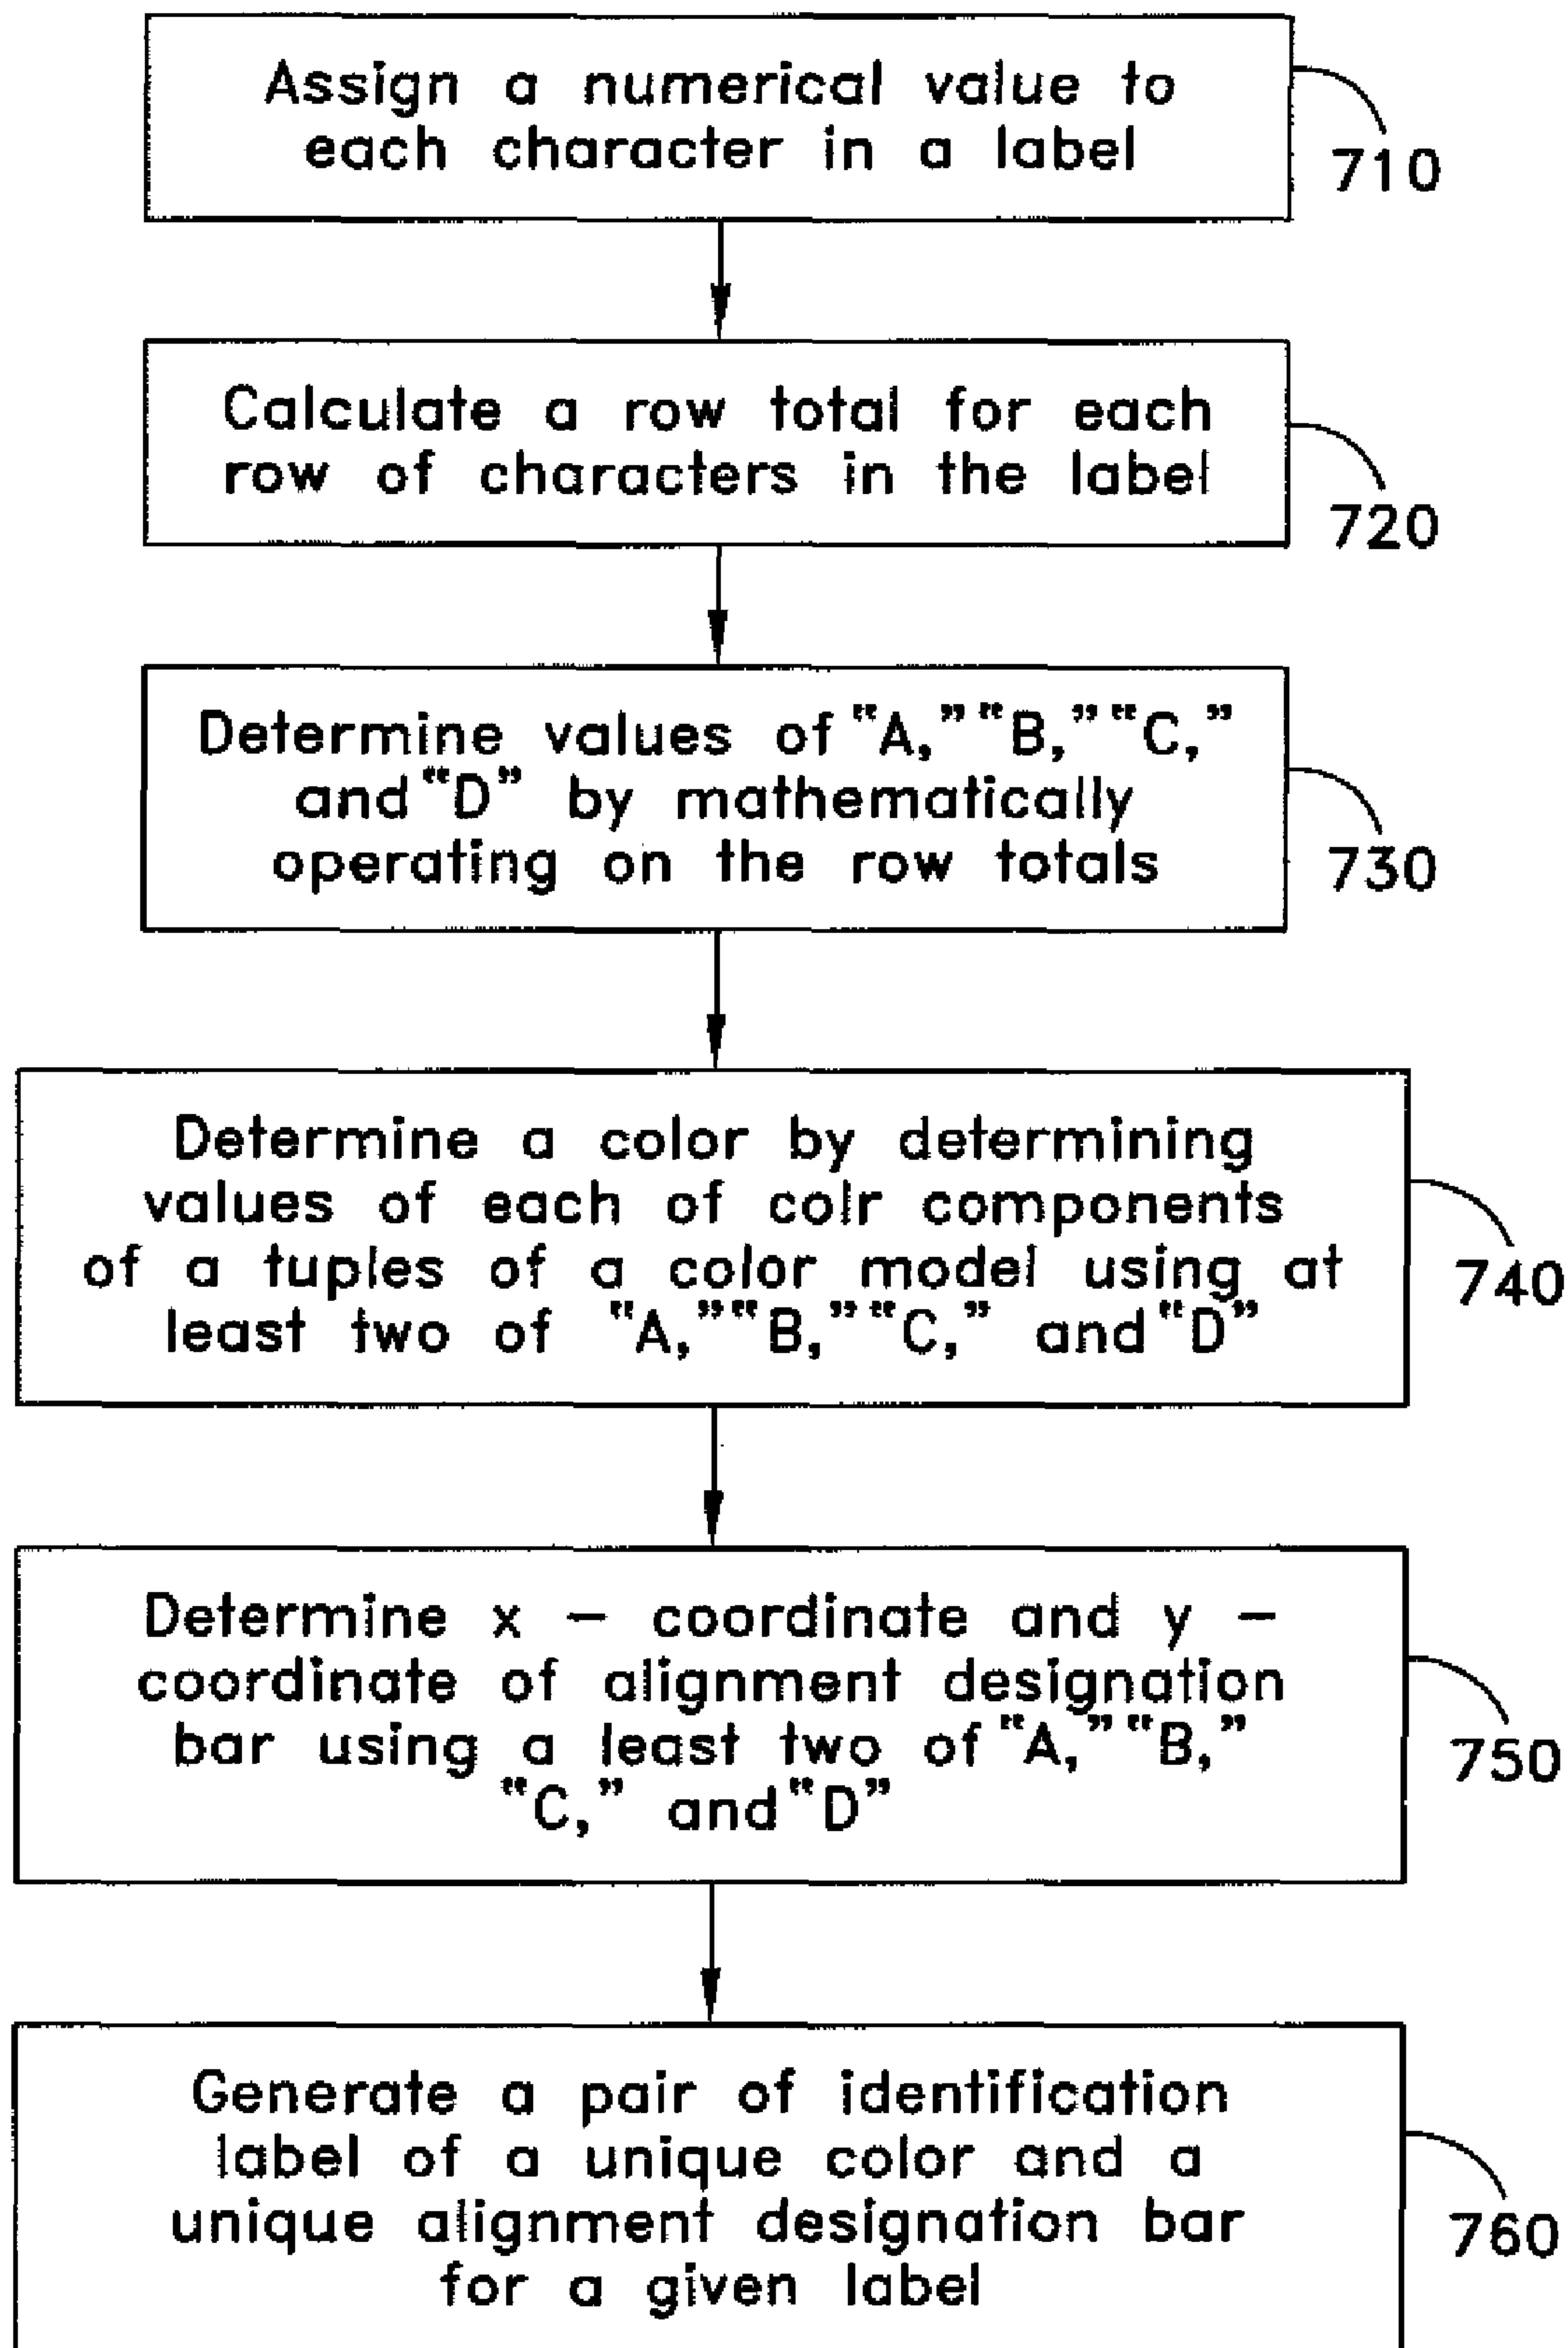 Assign a numerical value to
each character in a label
710
Calculate a row total for each
row of characters in the label
720
Determine values of “A,” “B,” “C,”
and “D” by mathematically
operating on the row totals
730
Determine a color by determining
values of each of colr components
of a tuples of a color model using at
least two of “A,” “B,” “C,” and “D”
740
Determine x – coordinate and y –
coordinate of alignment designation
bar using a least two of “A,” “B,”
“C,” and “D”
750
Generate a pair of identification
label of a unique color and a
unique alignment designation bar
for a given label
760